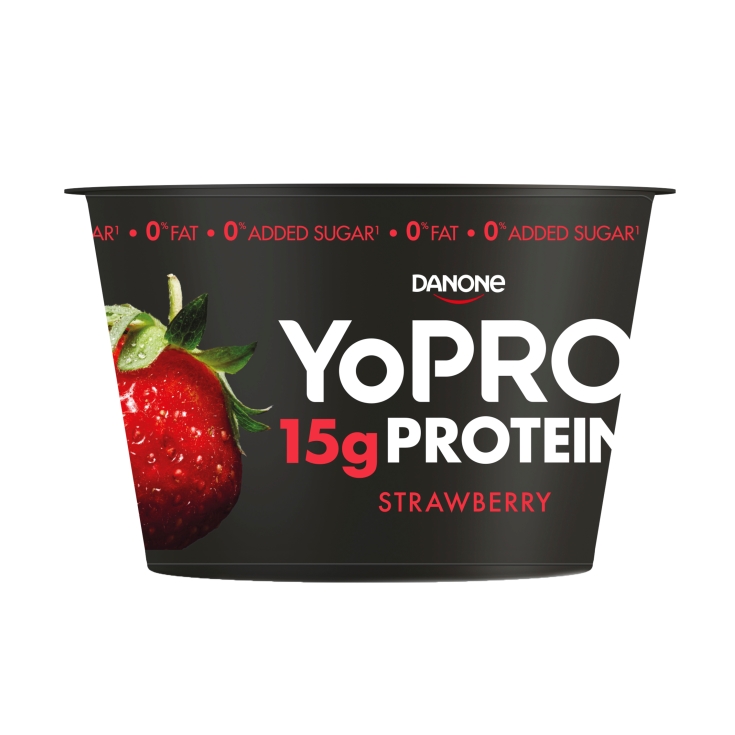 AR¹ • 0% FAT • 0% ADDED SUGAR¹ • 0% FAT • 0% ADDED SUGAR¹
DANONE
YoPRO
15g PROTEIN
STRAWBERRY